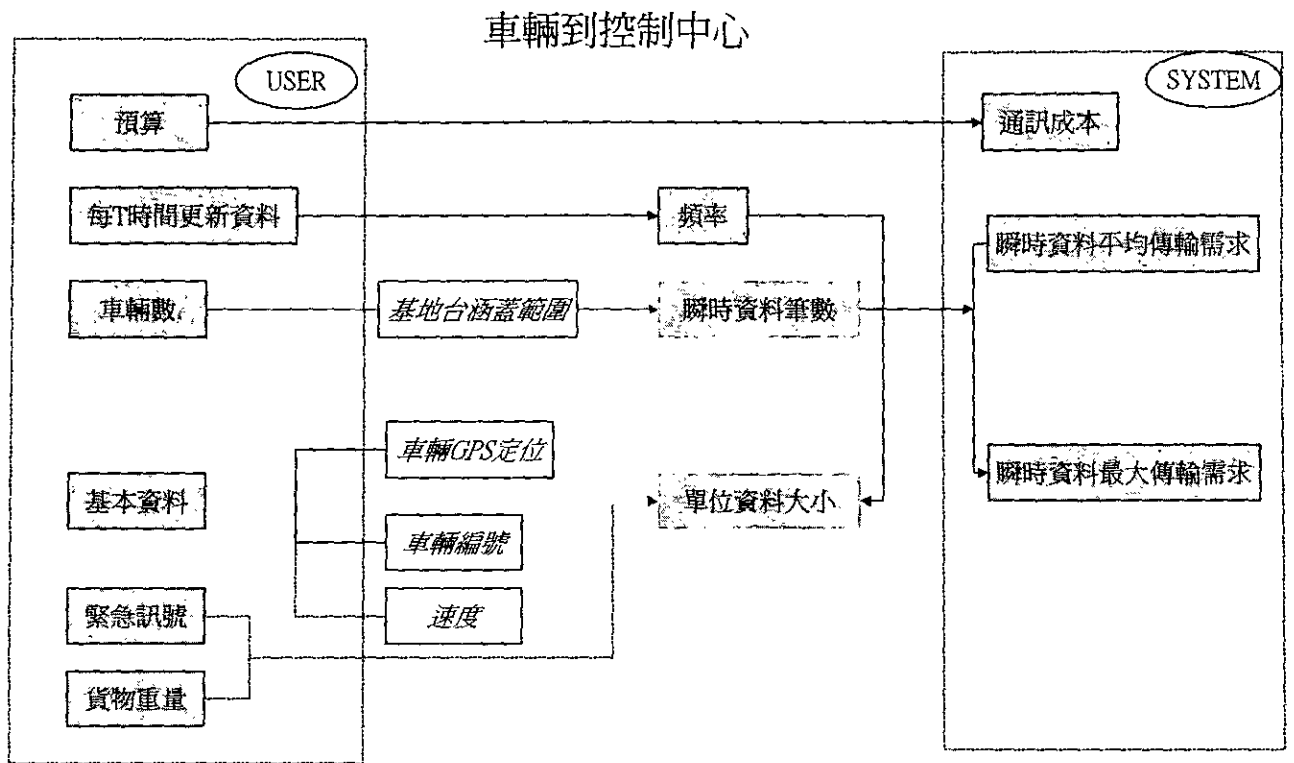 車輛到控制中心
USER
SYSTEM
預算
通訊成本
每T時間更新資料
頻率
瞬時資料平均傳輸需求
車輛數
基地台涵蓋範圍
瞬時資料筆數
車輛GPS定位
瞬時資料最大傳輸需求
基本資料
單位資料大小
車輛編號
緊急訊號
速度
貨物重量